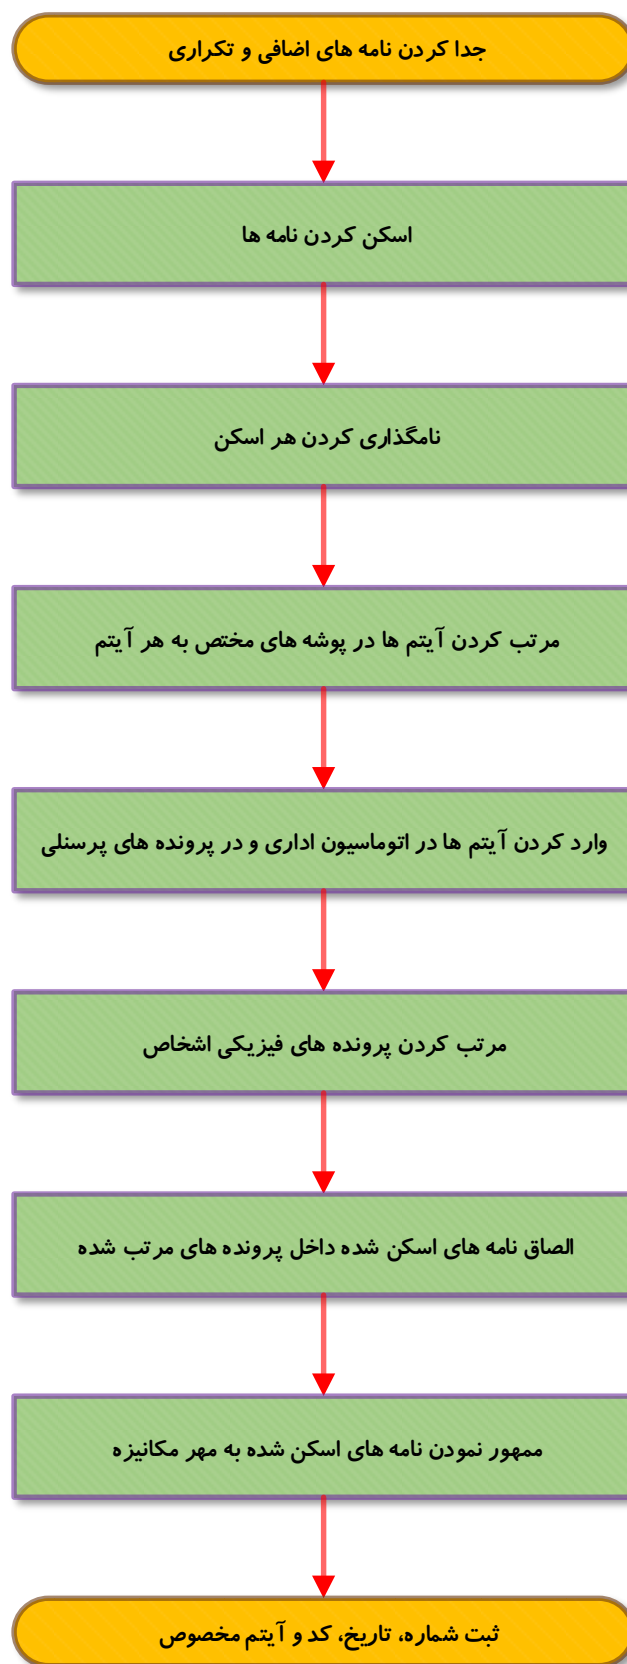 جدا کردن نامه های اضافی و تکراری
اسکن کردن نامه ها
نامگذاری کردن هر اسکن
مرتب کردن آیتم ها در پوشه های مختص به هر آیتم
وارد کردن آیتم ها در اتوماسیون اداری و در پرونده های پرسنلی
مرتب کردن پرونده های فیزیکی اشخاص
الصاق نامه های اسکن شده داخل پرونده های مرتب شده
ممهور نمودن نامه های اسکن شده به مهر مکانیزه
ثبت شماره، تاریخ، کد و آیتم مخصوص